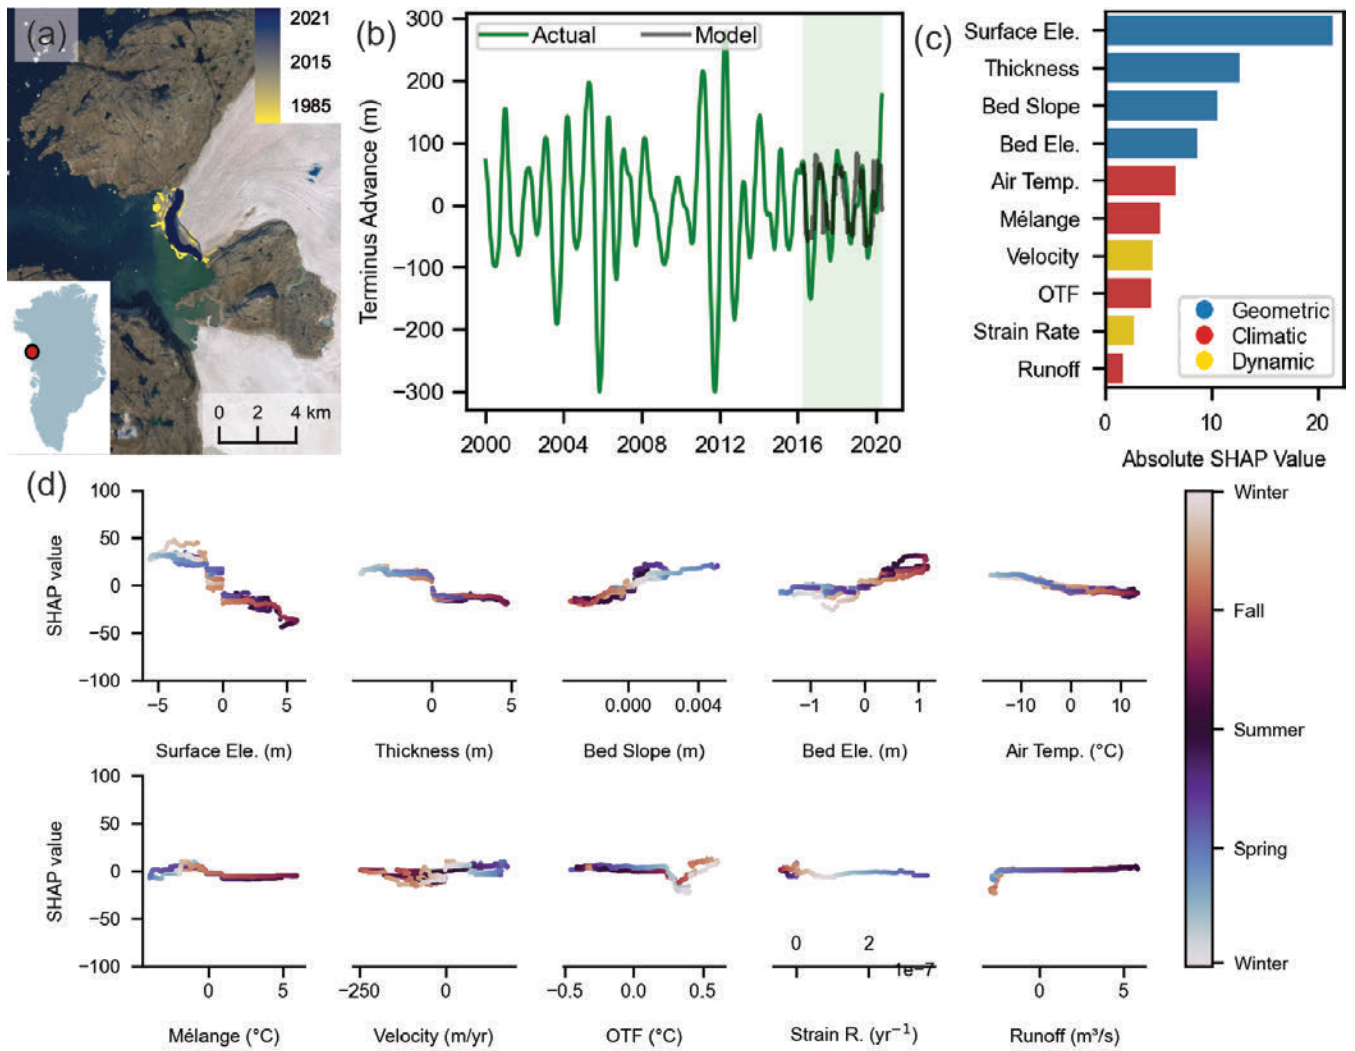 (a)
2021
2015
1985
0 2 4 km
(b)
Actual Model
Terminus Advance (m)
300
200
100
0
−100
−200
−300
2000 2004 2008 2012 2016 2020
(c)
Surface Ele.
Thickness
Bed Slope
Bed Ele.
Air Temp.
Mélange
Velocity
OTF
Strain Rate
Runoff
Geometric
Climatic
Dynamic
0 10 20
Absolute SHAP Value
(d)
SHAP value
100
50
0
−50
−100
−5 0 5
Surface Ele. (m)
0 5
Thickness (m)
0.000 0.004
Bed Slope (m)
−1 0 1
Bed Ele. (m)
−10 0 10
Air Temp. (°C)
SHAP value
100
50
0
−50
−100
0 5
Mélange (°C)
−250 0
Velocity (m/yr)
−0.5 0.0 0.5
OTF (°C)
0 2
1e−7
Strain R. (yr⁻¹)
0 5
Runoff (m³/s)
Winter
Fall
Summer
Spring
Winter